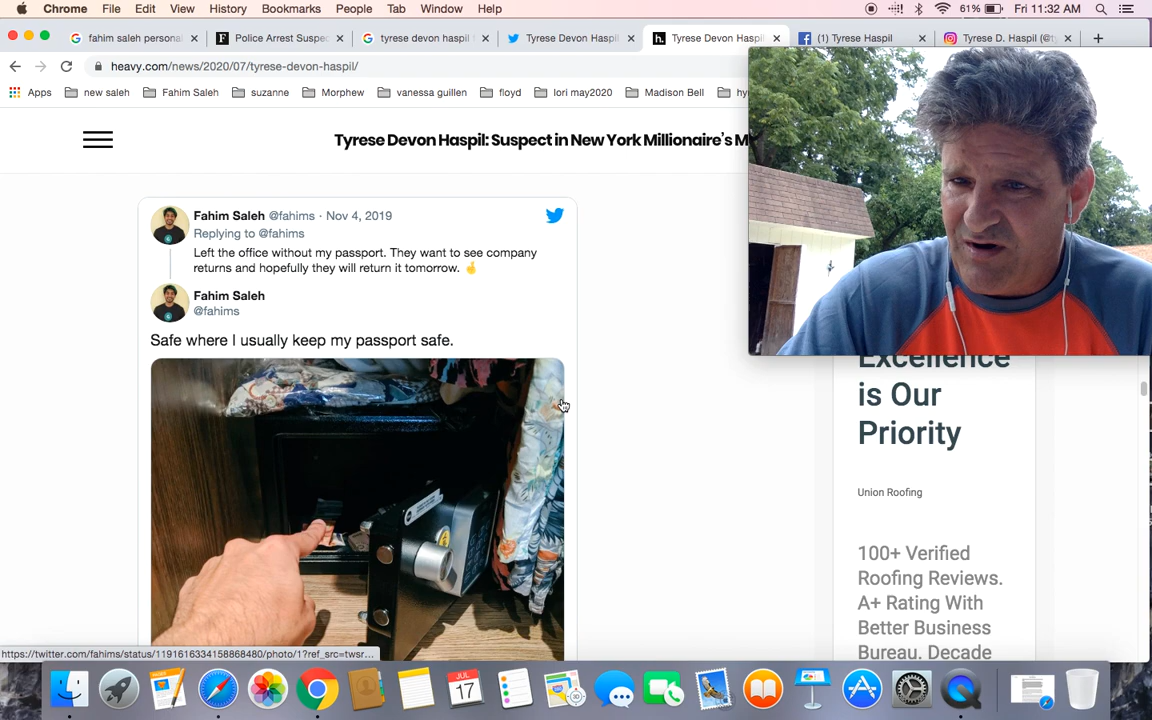 Chrome File Edit View History Bookmarks People Tab Window Help 61% Fri 11:32 AM
fahim saleh persona
Police Arrest Suspec
tyrese devon haspil
Tyrese Devon Haspil
Tyrese Devon Haspil
(1) Tyrese Haspil
Tyrese D. Haspil (@ty
heavy.com/news/2020/07/tyrese-devon-haspil/
Apps new saleh Fahim Saleh suzanne Morphew vanessa guillen floyd lori may2020 Madison Bell
Tyrese Devon Haspil: Suspect in New York Millionaire's M
Fahim Saleh @fahims · Nov 4, 2019
Replying to @fahims
Left the office without my passport. They want to see company
returns and hopefully they will return it tomorrow.
Fahim Saleh
@fahims
Safe where I usually keep my passport safe.
Excellence
is Our
Priority
Union Roofing
100+ Verified
Roofing Reviews.
A+ Rating With
Better Business
Bureau. Decade
https://twitter.com/fahims/status/1191616334158868480/photo/1?ref_src=twsr...
JUL
17